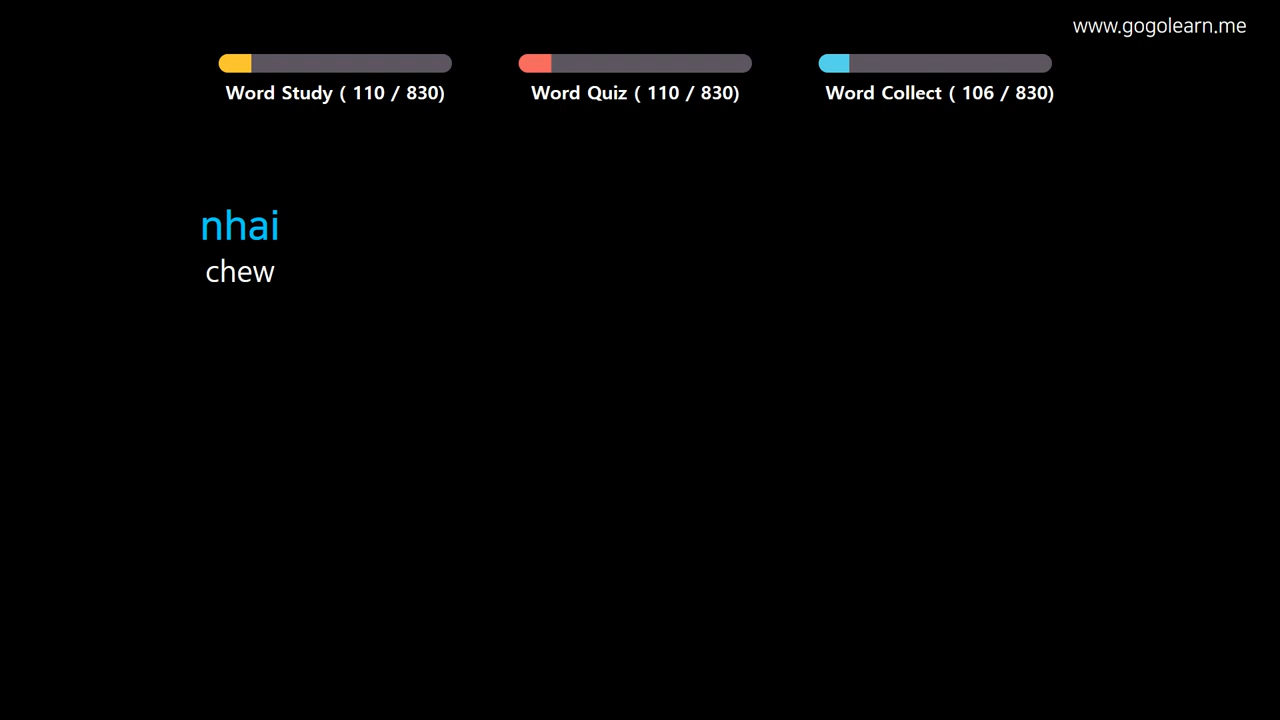 www.gogolearn.me
Word Study ( 110 / 830)
Word Quiz ( 110 / 830)
Word Collect ( 106 / 830)
nhai
chew